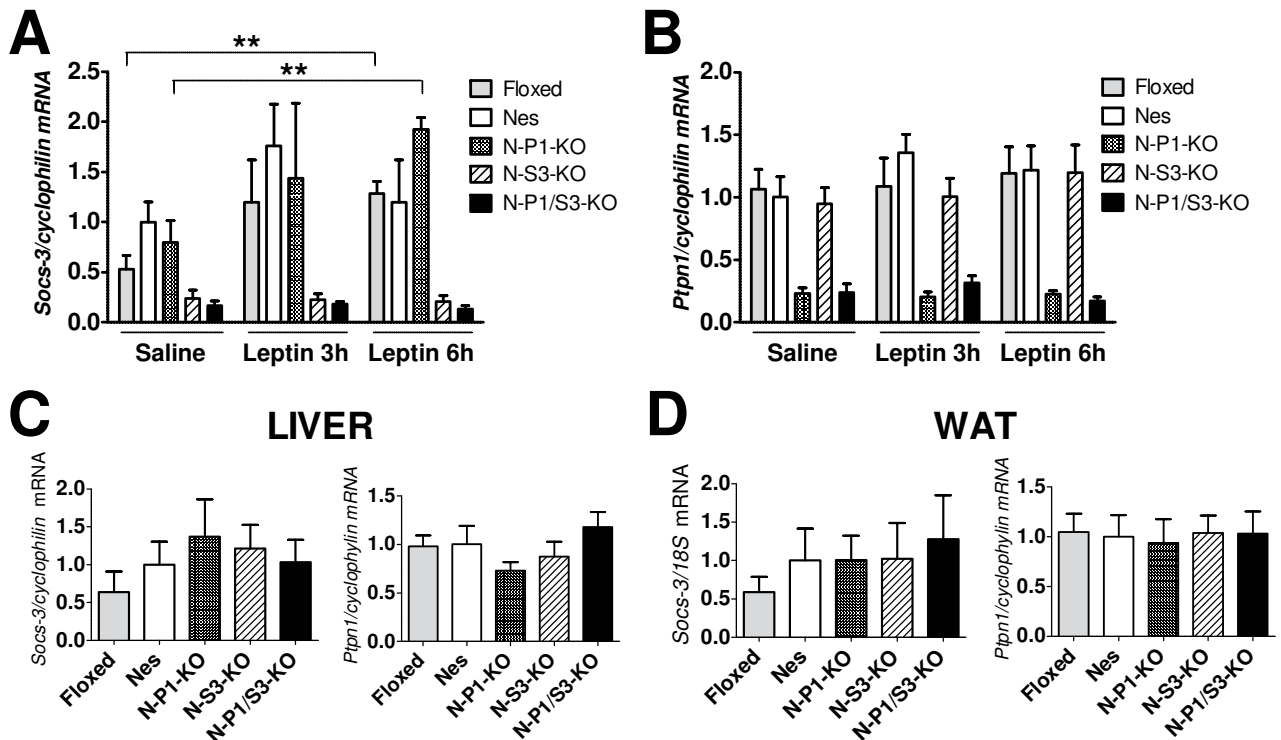 A
**
**
Socs-3/cyclophilin mRNA
2.5
2.0
1.5
1.0
0.5
0.0
Saline
Leptin 3h
Leptin 6h
Floxed
Nes
N-P1-KO
N-S3-KO
N-P1/S3-KO
B
Ptpn1/cyclophilin mRNA
2.0
1.5
1.0
0.5
0.0
Saline
Leptin 3h
Leptin 6h
Floxed
Nes
N-P1-KO
N-S3-KO
N-P1/S3-KO
C
LIVER
Socs-3/cyclophilin mRNA
2.0
1.5
1.0
0.5
0.0
Floxed
Nes
N-P1-KO
N-S3-KO
N-P1/S3-KO
Ptpn1/cyclophylin mRNA
1.5
1.0
0.5
0.0
Floxed
Nes
N-P1-KO
N-S3-KO
N-P1/S3-KO
D
WAT
Socs-3/18S mRNA
2.0
1.5
1.0
0.5
0.0
Floxed
Nes
N-P1-KO
N-S3-KO
N-P1/S3-KO
Ptpn1/cyclophylin mRNA
1.5
1.0
0.5
0.0
Floxed
Nes
N-P1-KO
N-S3-KO
N-P1/S3-KO